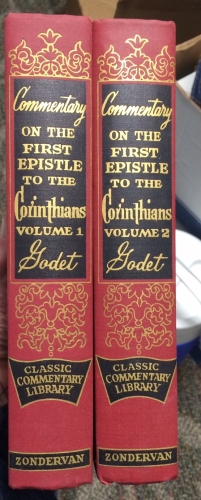 Commentary
ON THE
FIRST
EPISTLE
TO THE
Corinthians
VOLUME 1
Godet
CLASSIC
COMMENTARY
LIBRARY
ZONDERVAN
Commentary
ON THE
FIRST
EPISTLE
TO THE
Corinthians
VOLUME 2
Godet
CLASSIC
COMMENTARY
LIBRARY
ZONDERVAN